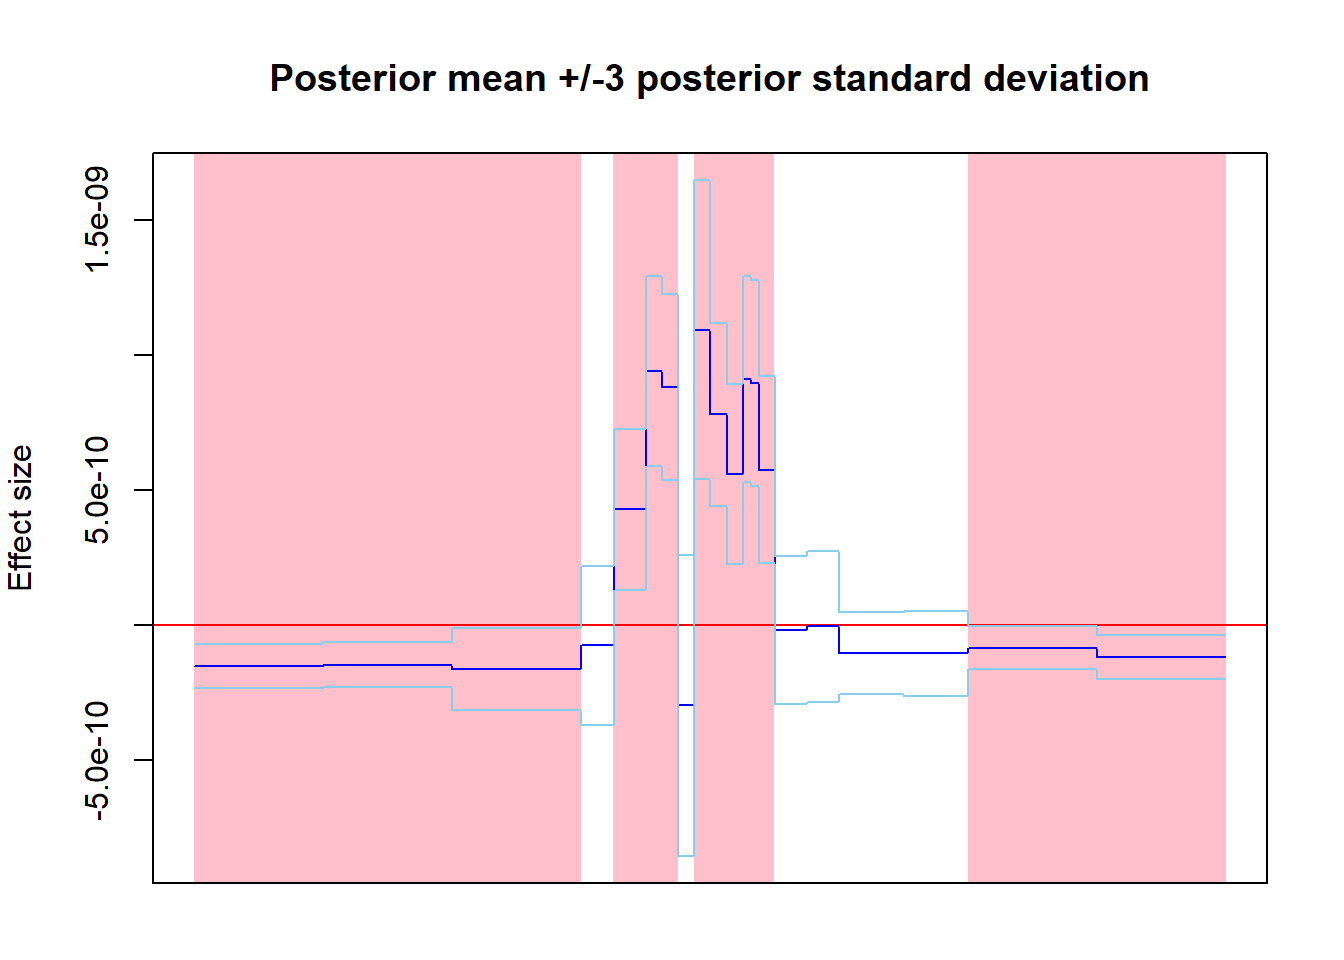 Posterior mean +/-3 posterior standard deviation
Effect size
1.5e-09
5.0e-10
-5.0e-10